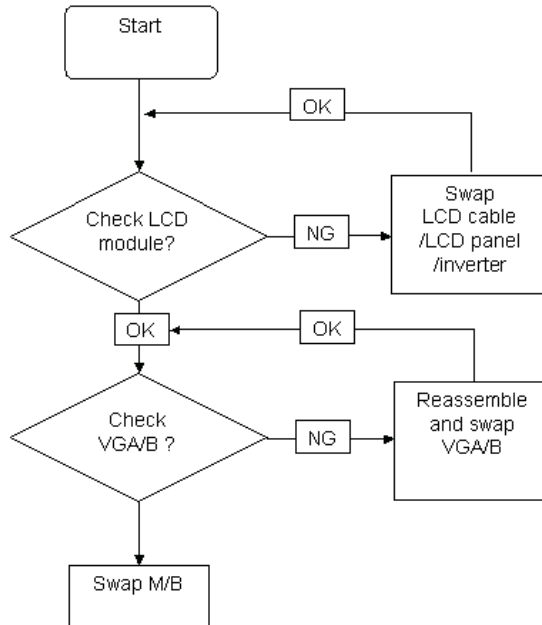 Start
OK
Check LCD
module?
NG
Swap
LCD cable
/LCD panel
/inverter
OK
OK
Check
VGA/B ?
NG
Reassemble
and swap
VGA/B
Swap M/B